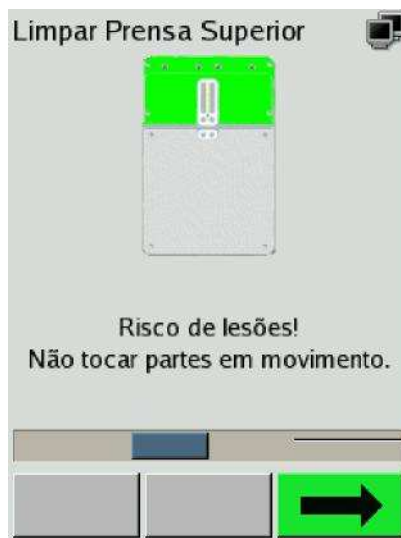 Limpar Prensa Superior
Risco de lesões!
Não tocar partes em movimento.